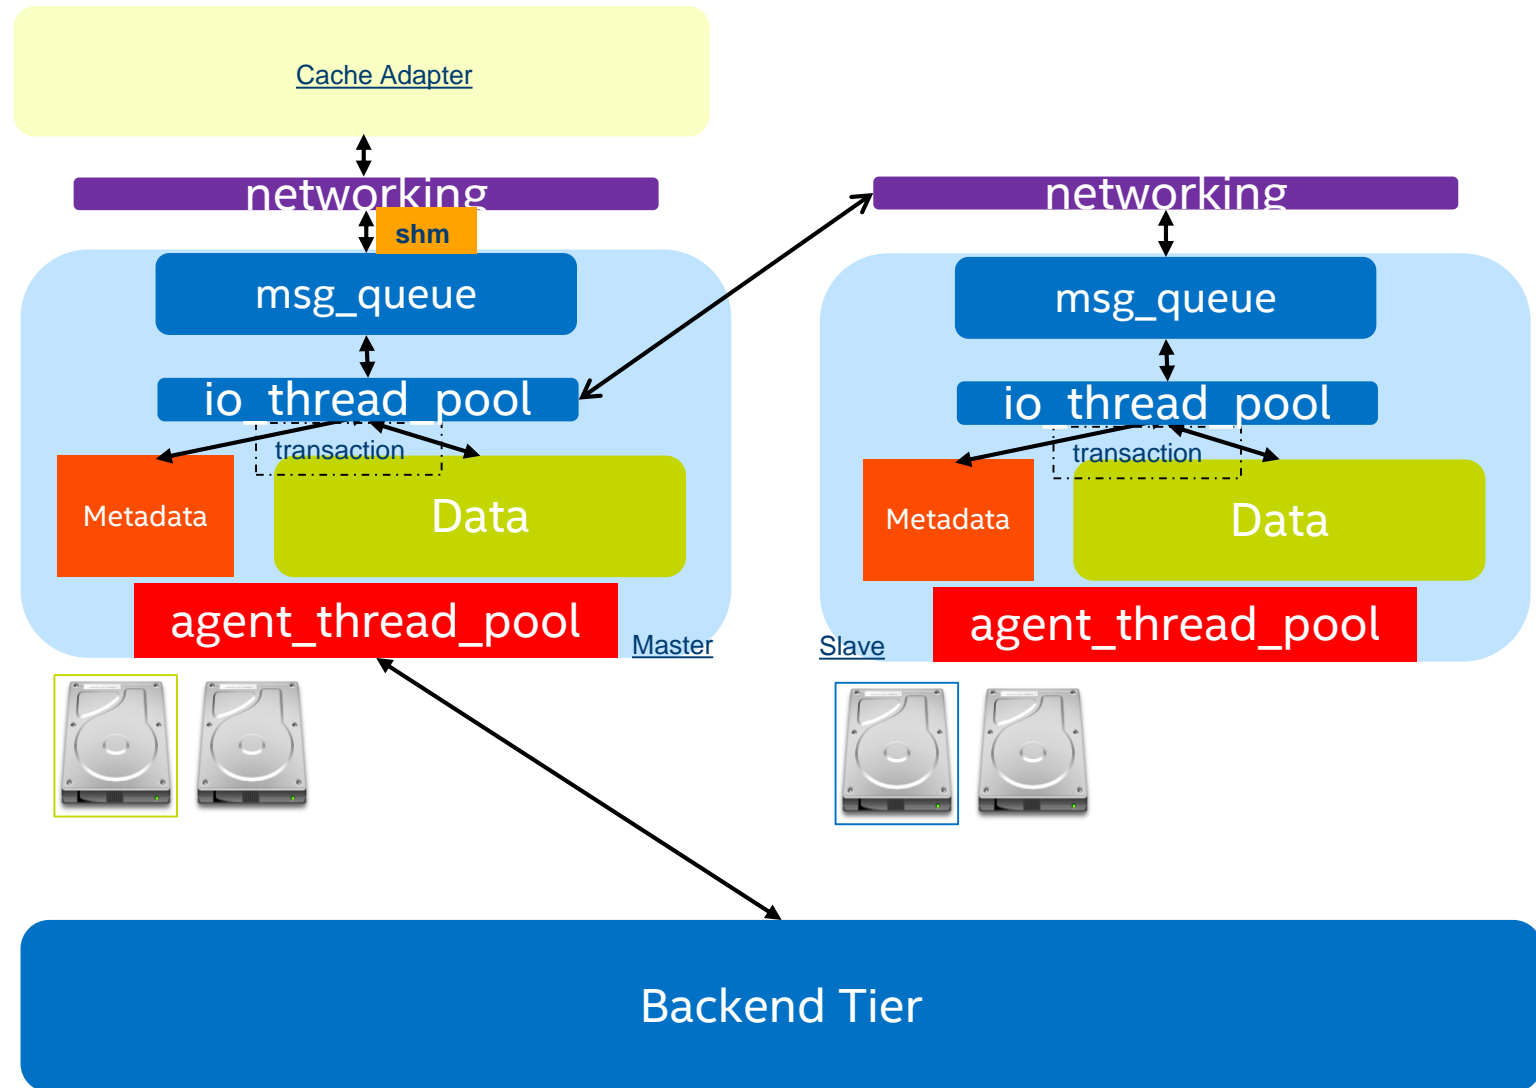 Cache Adapter
networking
shm
msg_queue
io_thread_pool
transaction
Metadata
Data
agent_thread_pool
Master
networking
msg_queue
io_thread_pool
transaction
Metadata
Data
agent_thread_pool
Slave
Backend Tier